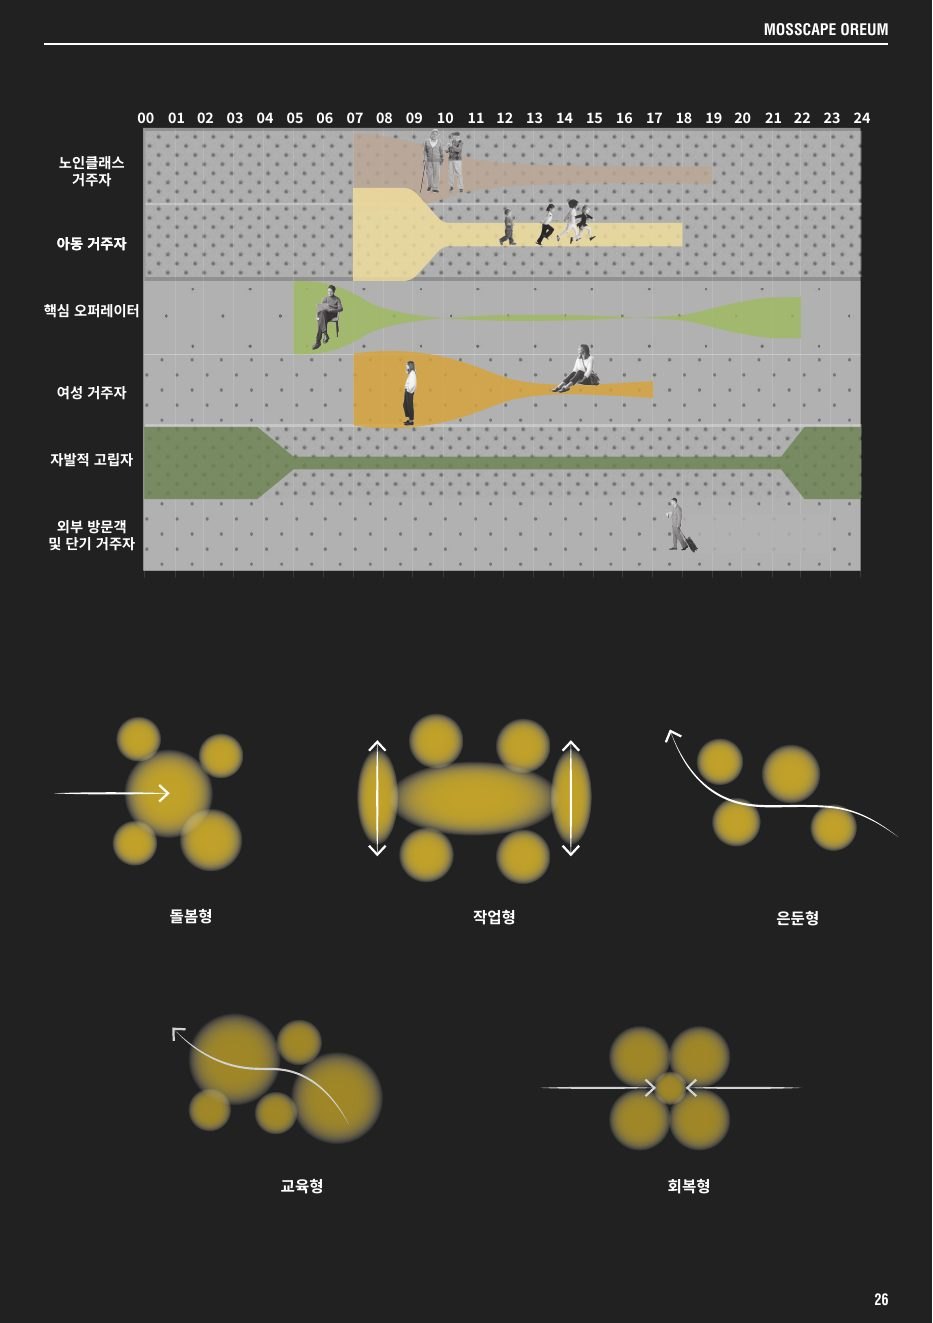 MOSSCAPE OREUM
00 01 02 03 04 05 06 07 08 09 10 11 12 13 14 15 16 17 18 19 20 21 22 23 24
노인클래스
거주자
아동 거주자
핵심 오퍼레이터
여성 거주자
자발적 고립자
외부 방문객
및 단기 거주자
돌봄형
작업형
은둔형
교육형
회복형
26